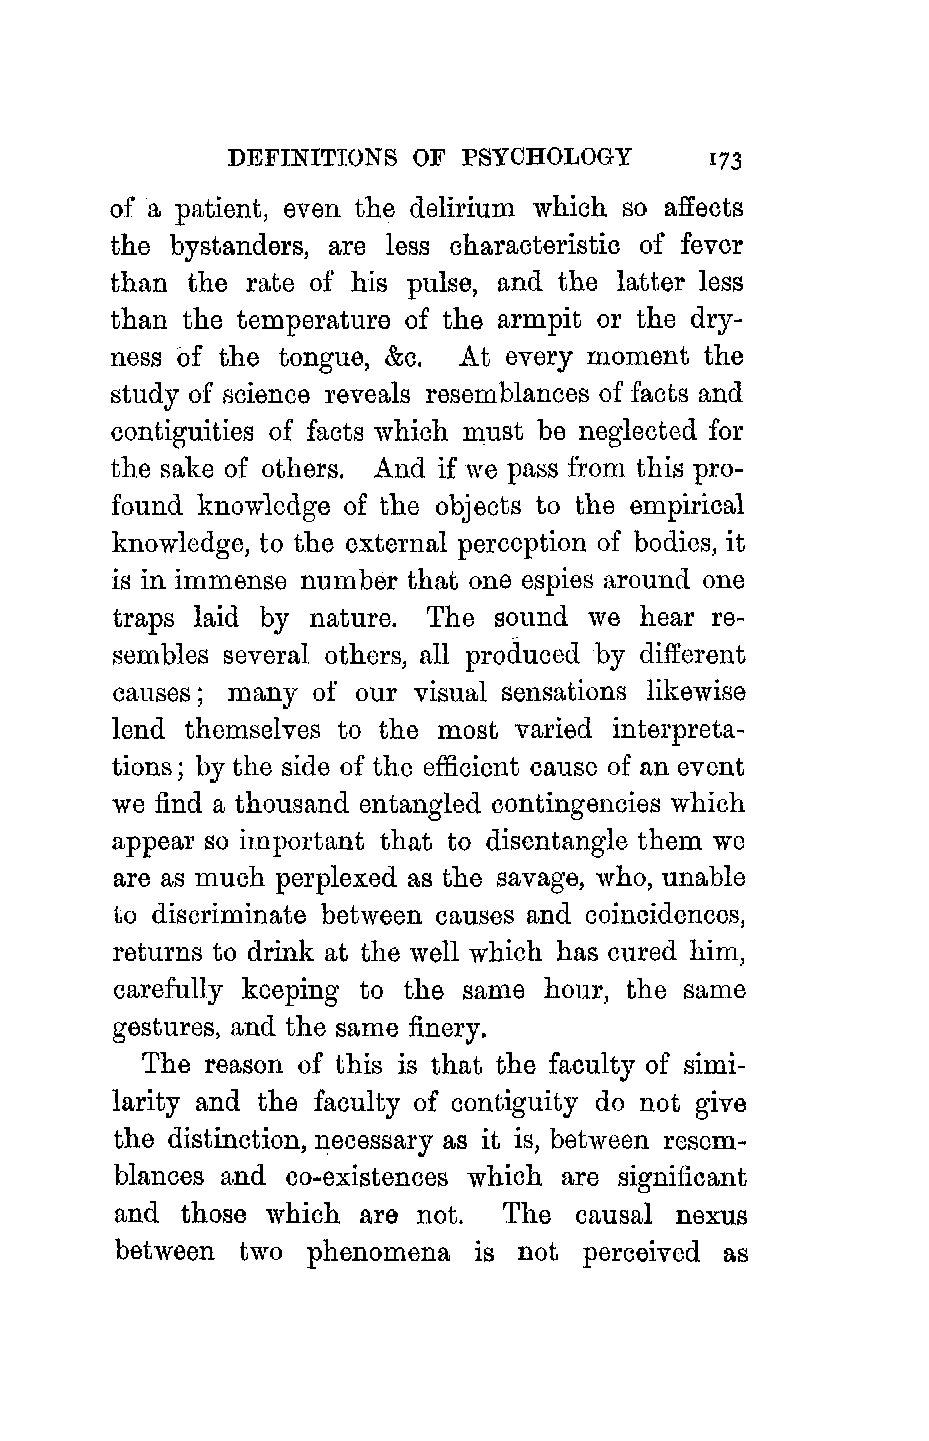 DEFINITIONS OF PSYCHOLOGY 173
of a patient, even the delirium which so affects
the bystanders, are less characteristic of fever
than the rate of his pulse, and the latter less
than the temperature of the armpit or the dry-
ness of the tongue, &c. At every moment the
study of science reveals resemblances of facts and
contiguities of facts which must be neglected for
the sake of others. And if we pass from this pro-
found knowledge of the objects to the empirical
knowledge, to the external perception of bodies, it
is in immense number that one espies around one
traps laid by nature. The sound we hear re-
sembles several others, all produced by different
causes; many of our visual sensations likewise
lend themselves to the most varied interpreta-
tions; by the side of the efficient cause of an event
we find a thousand entangled contingencies which
appear so important that to disentangle them we
are as much perplexed as the savage, who, unable
to discriminate between causes and coincidences,
returns to drink at the well which has cured him,
carefully keeping to the same hour, the same
gestures, and the same finery.
The reason of this is that the faculty of simi-
larity and the faculty of contiguity do not give
the distinction, necessary as it is, between resem-
blances and co-existences which are significant
and those which are not. The causal nexus
between two phenomena is not perceived as